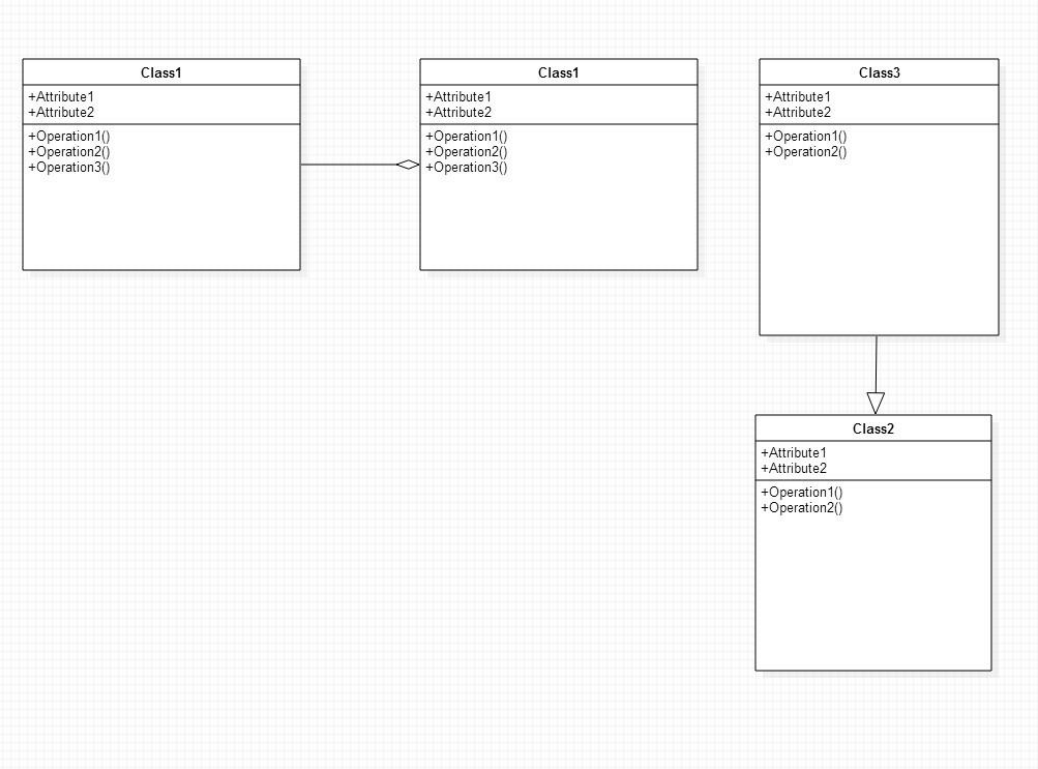 Class1
+Attribute1
+Attribute2
+Operation1()
+Operation2()
+Operation3()
Class1
+Attribute1
+Attribute2
+Operation1()
+Operation2()
+Operation3()
Class3
+Attribute1
+Attribute2
+Operation1()
+Operation2()
Class2
+Attribute1
+Attribute2
+Operation1()
+Operation2()